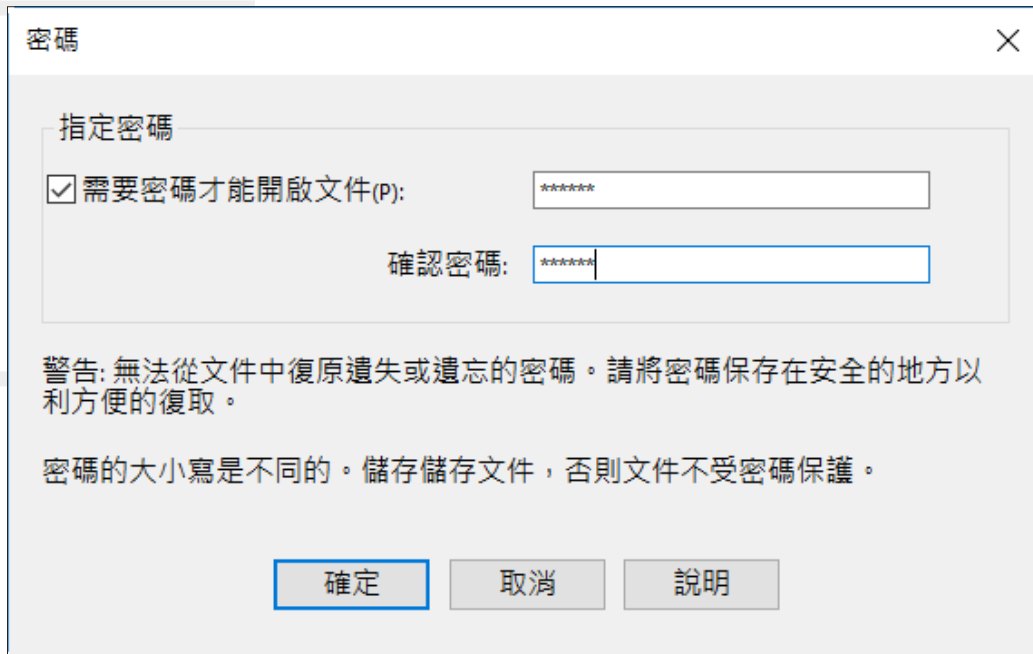 密碼
指定密碼
需要密碼才能開啟文件(P): ******
確認密碼: ******
警告: 無法從文件中復原遺失或遺忘的密碼。請將密碼保存在安全的地方以
利方便的復取。
密碼的大小寫是不同的。儲存儲存文件，否則文件不受密碼保護。
確定 取消 說明